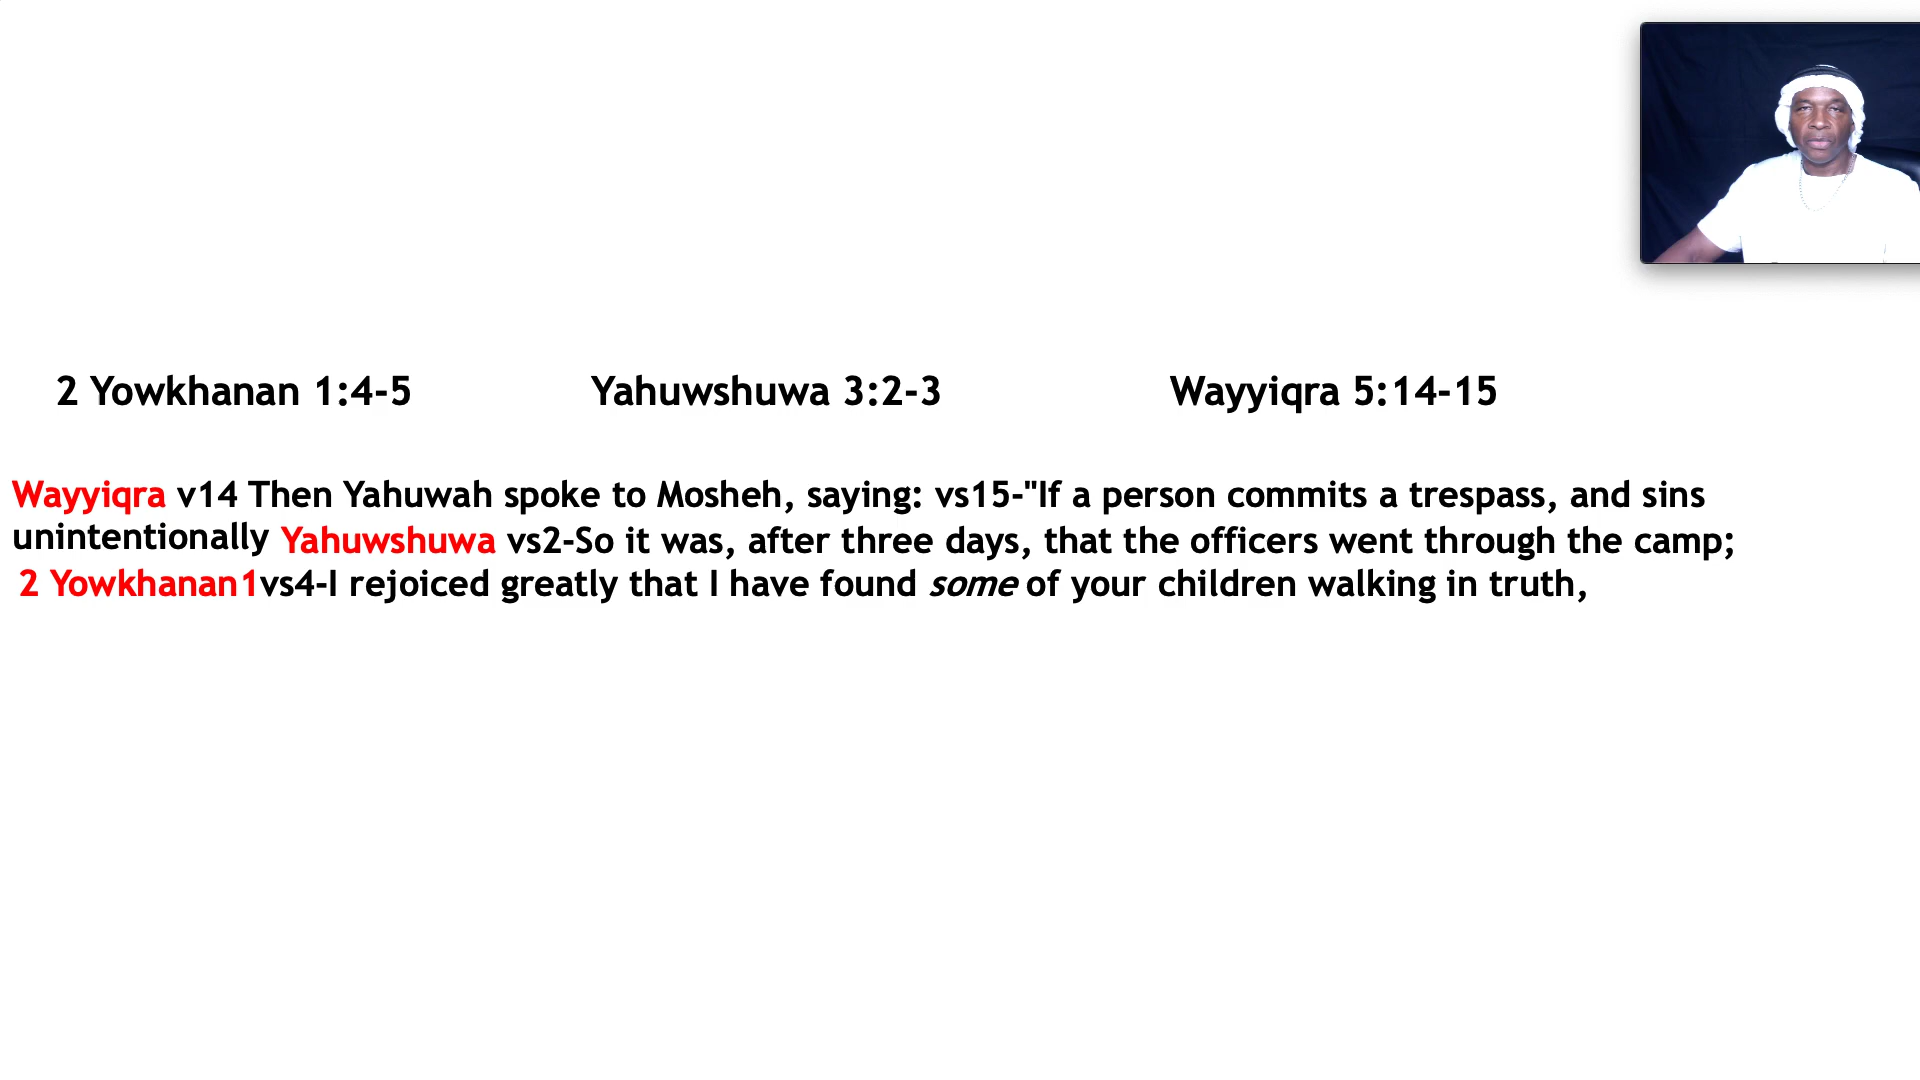 2 Yowkhanan 1:4-5 Yahuwshuwa 3:2-3 Wayyiqra 5:14-15
Wayyiqra v14 Then Yahuwah spoke to Mosheh, saying: vs15-"If a person commits a trespass, and sins
unintentionally Yahuwshuwa vs2-So it was, after three days, that the officers went through the camp;
2 Yowkhanan1vs4-I rejoiced greatly that I have found some of your children walking in truth,